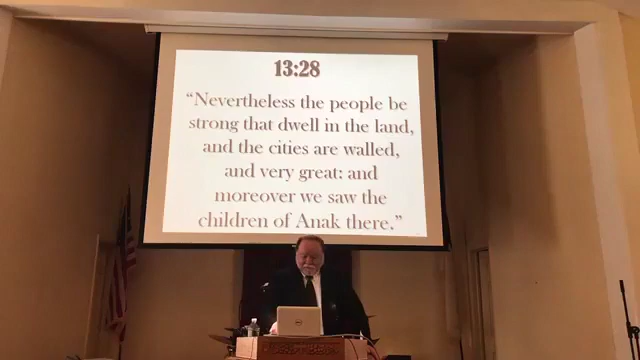 13:28
“Nevertheless the people be
strong that dwell in the land,
and the cities are walled,
and very great: and
moreover we saw the
children of Anak there.”